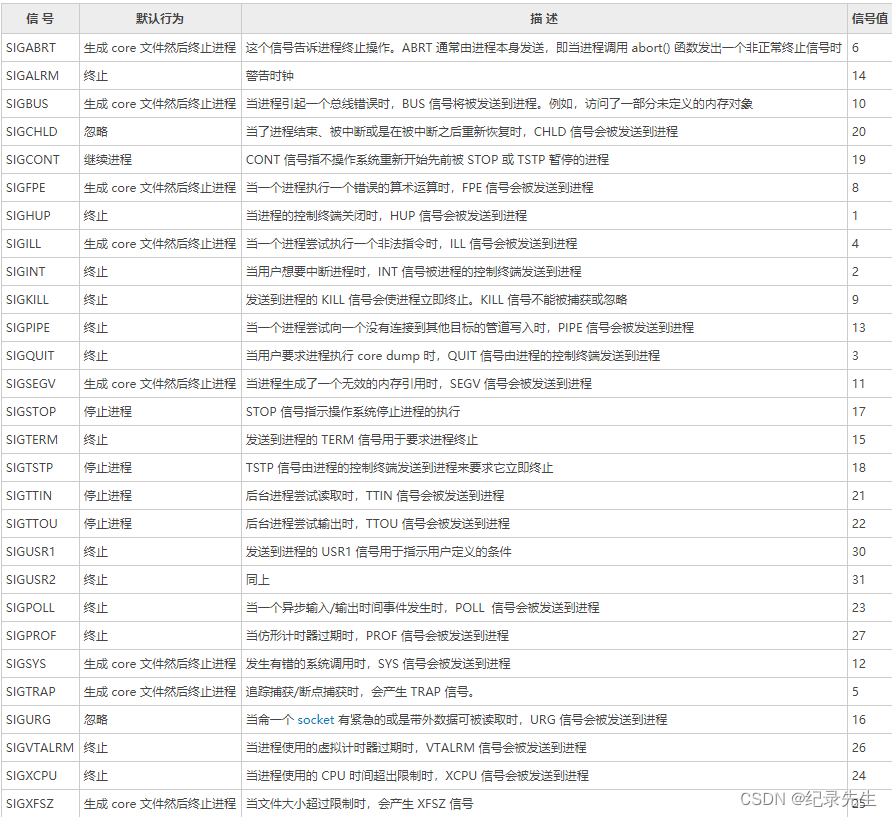 信 号 默认行为 描 述 信号值
SIGABRT 生成 core 文件然后终止进程 这个信号告诉进程终止操作。ABRT 通常由进程本身发送，即当进程调用 abort() 函数发出一个非正常终止信号时 6
SIGALRM 终止 警告时钟 14
SIGBUS 生成 core 文件然后终止进程 当进程引起一个总线错误时，BUS 信号将被发送到进程。例如，访问了一部分未定义的内存对象 10
SIGCHLD 忽略 当了进程结束、被中断或是在被中断之后重新恢复时，CHLD 信号会被发送到进程 20
SIGCONT 继续进程 CONT 信号指不操作系统重新开始先前被 STOP 或 TSTP 暂停的进程 19
SIGFPE 生成 core 文件然后终止进程 当一个进程执行一个错误的算术运算时，FPE 信号会被发送到进程 8
SIGHUP 终止 当进程的控制终端关闭时，HUP 信号会被发送到进程 1
SIGILL 生成 core 文件然后终止进程 当一个进程尝试执行一个非法指令时，ILL 信号会被发送到进程 4
SIGINT 终止 当用户想要中断进程时，INT 信号被进程的控制终端发送到进程 2
SIGKILL 终止 发送到进程的 KILL 信号会使进程立即终止。KILL 信号不能被捕获或忽略 9
SIGPIPE 终止 当一个进程尝试向一个没有连接到其他目标的管道写入时，PIPE 信号会被发送到进程 13
SIGQUIT 终止 当用户要求进程执行 core dump 时，QUIT 信号由进程的控制终端发送到进程 3
SIGSEGV 生成 core 文件然后终止进程 当进程生成了一个无效的内存引用时，SEGV 信号会被发送到进程 11
SIGSTOP 停止进程 STOP 信号指示操作系统停止进程的执行 17
SIGTERM 终止 发送到进程的 TERM 信号用于要求进程终止 15
SIGTSTP 停止进程 TSTP 信号由进程的控制终端发送到进程来要求它立即终止 18
SIGTTIN 停止进程 后台进程尝试读取时，TTIN 信号会被发送到进程 21
SIGTTOU 停止进程 后台进程尝试输出时，TTOU 信号会被发送到进程 22
SIGUSR1 终止 发送到进程的 USR1 信号用于指示用户定义的条件 30
SIGUSR2 终止 同上 31
SIGPOLL 终止 当一个异步输入/输出时间事件发生时，POLL 信号会被发送到进程 23
SIGPROF 终止 当仿形计时器过期时，PROF 信号会被发送到进程 27
SIGSYS 生成 core 文件然后终止进程 发生有错的系统调用时，SYS 信号会被发送到进程 12
SIGTRAP 生成 core 文件然后终止进程 追踪捕获/断点捕获时，会产生 TRAP 信号。 5
SIGURG 忽略 当侖一个 socket 有紧急的或是带外数据可被读取时，URG 信号会被发送到进程 16
SIGVTALRM 终止 当进程使用的虚拟计时器过期时，VTALRM 信号会被发送到进程 26
SIGXCPU 终止 当进程使用的 CPU 时间超出限制时，XCPU 信号会被发送到进程 24
SIGXFSZ 生成 core 文件然后终止进程 当文件大小超过限制时，会产生 XFSZ 信号 25
CSDN @纪录先生